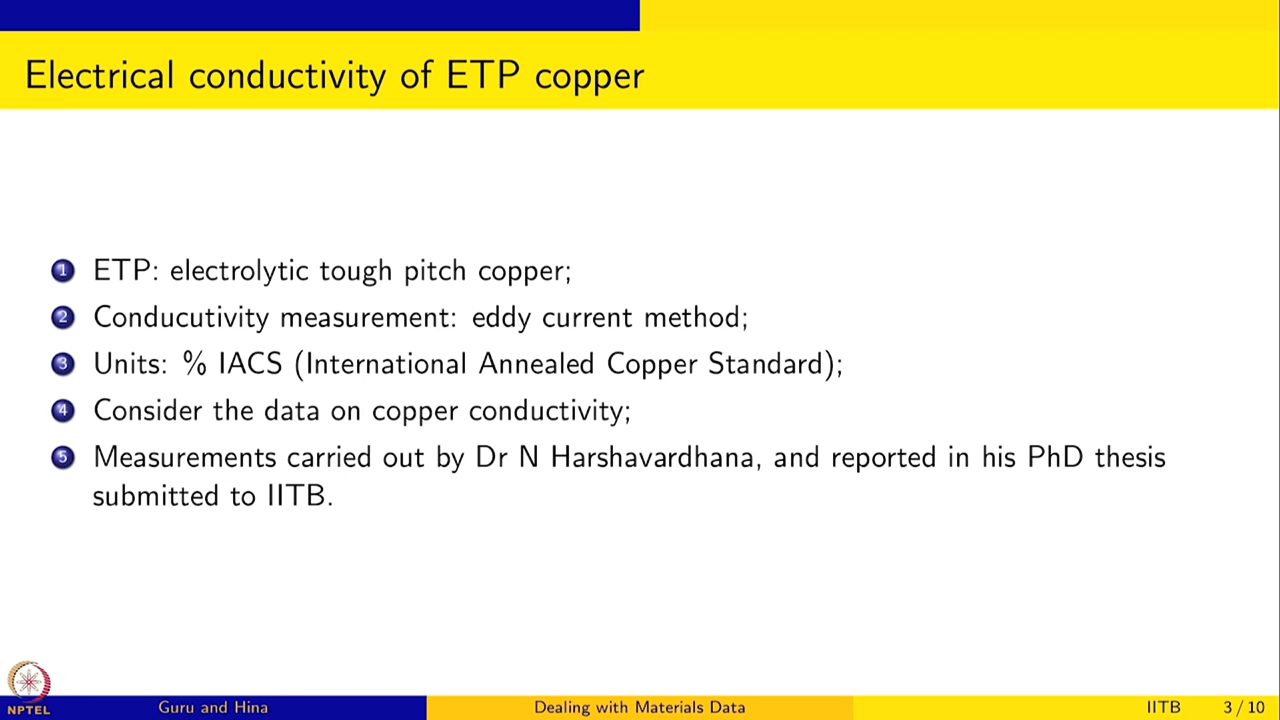 Electrical conductivity of ETP copper
1 ETP: electrolytic tough pitch copper;
2 Conducutivity measurement: eddy current method;
3 Units: % IACS (International Annealed Copper Standard);
4 Consider the data on copper conductivity;
5 Measurements carried out by Dr N Harshavardhana, and reported in his PhD thesis
submitted to IITB.
NPTEL
Guru and Hina
Dealing with Materials Data
IITB
3 / 10